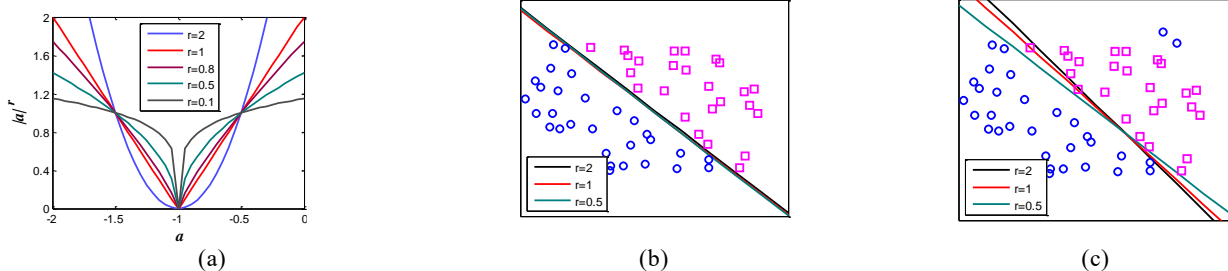 2
1.6
1.2
0.8
0.4
0
-2 -1.5 -1 -0.5 0
|a|^r
a
r=2
r=1
r=0.8
r=0.5
r=0.1
(a)
r=2
r=1
r=0.5
(b)
r=2
r=1
r=0.5
(c)